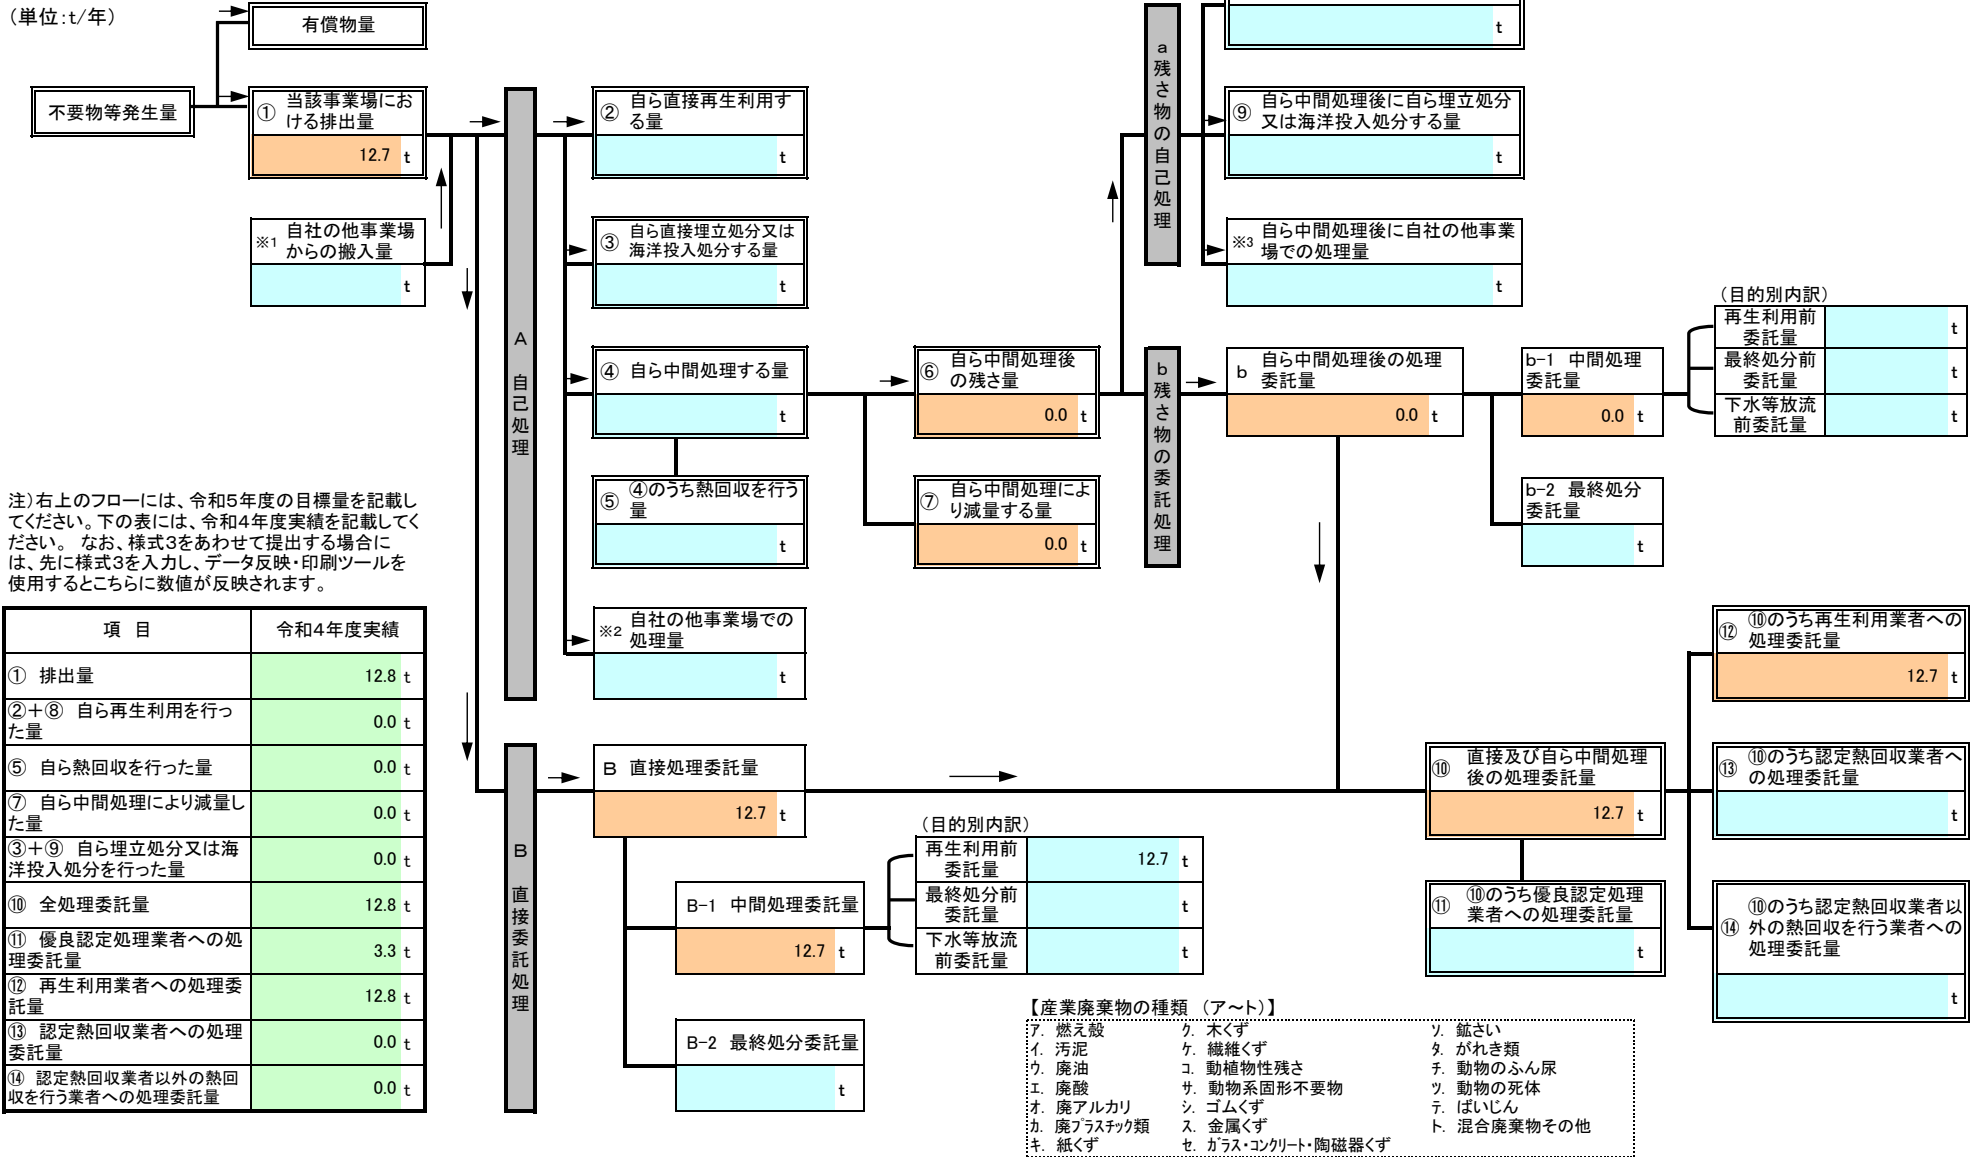 （単位:t/年）
有償物量
t
不要物等発生量
① 当該事業場にお
ける排出量
12.7 t
② 自ら直接再生利用す
る量
t
a残さ物の自己処理
⑨ 自ら中間処理後に自ら埋立処分
又は海洋投入処分する量
t
※1 自社の他事業場
からの搬入量
t
③ 自ら直接埋立処分又は
海洋投入処分する量
t
※3 自ら中間処理後に自社の他事業
場での処理量
t
A 自己処理
④ 自ら中間処理する量
t
⑥ 自ら中間処理後
の残さ量
0.0 t
b残さ物の委託処理
b 自ら中間処理後の処理
委託量
0.0 t
b-1 中間処理
委託量
0.0 t
（目的別内訳）
再生利用前
委託量
t
最終処分前
委託量
t
下水等放流
前委託量
t
⑤ ④のうち熱回収を行う
量
t
⑦ 自ら中間処理によ
り減量する量
0.0 t
b-2 最終処分
委託量
t
注）右上のフローには、令和5年度の目標量を記載し
てください。下の表には、令和4年度実績を記載してく
ださい。 なお、様式3をあわせて提出する場合に
は、先に様式3を入力し、データ反映・印刷ツールを
使用するとこちらに数値が反映されます。
※2 自社の他事業場での
処理量
t
項 目 令和4年度実績
① 排出量 12.8 t
②＋⑧ 自ら再生利用を行っ
た量 0.0 t
⑤ 自ら熱回収を行った量 0.0 t
⑦ 自ら中間処理により減量し
た量 0.0 t
③＋⑨ 自ら埋立処分又は海
洋投入処分を行った量 0.0 t
⑩ 全処理委託量 12.8 t
⑪ 優良認定処理業者への処
理委託量 3.3 t
⑫ 再生利用業者への処理委
託量 12.8 t
⑬ 認定熱回収業者への処理
委託量 0.0 t
⑭ 認定熱回収業者以外の熱回
収を行う業者への処理委託量 0.0 t
B 直接委託処理
B 直接処理委託量
12.7 t
B-1 中間処理委託量
12.7 t
B-2 最終処分委託量
t
（目的別内訳）
再生利用前
委託量
12.7 t
最終処分前
委託量
t
下水等放流
前委託量
t
⑩ 直接及び自ら中間処理
後の処理委託量
12.7 t
⑪ ⑩のうち優良認定処理
業者への処理委託量
t
⑫ ⑩のうち再生利用業者への
処理委託量
12.7 t
⑬ ⑩のうち認定熱回収業者へ
の処理委託量
t
⑭ ⑩のうち認定熱回収業者以
外の熱回収を行う業者への
処理委託量
t
【産業廃棄物の種類 （ア～ト）】
ア. 燃え殻 ク. 木くず ソ. 鉱さい
イ. 汚泥 ケ. 繊維くず タ. がれき類
ウ. 廃油 コ. 動植物性残さ チ. 動物のふん尿
エ. 廃酸 サ. 動物系固形不要物 ツ. 動物の死体
オ. 廃アルカリ シ. ゴムくず テ. ばいじん
カ. 廃プラスチック類 ス. 金属くず ト. 混合廃棄物その他
キ. 紙くず セ. ガラス・コンクリート・陶磁器くず